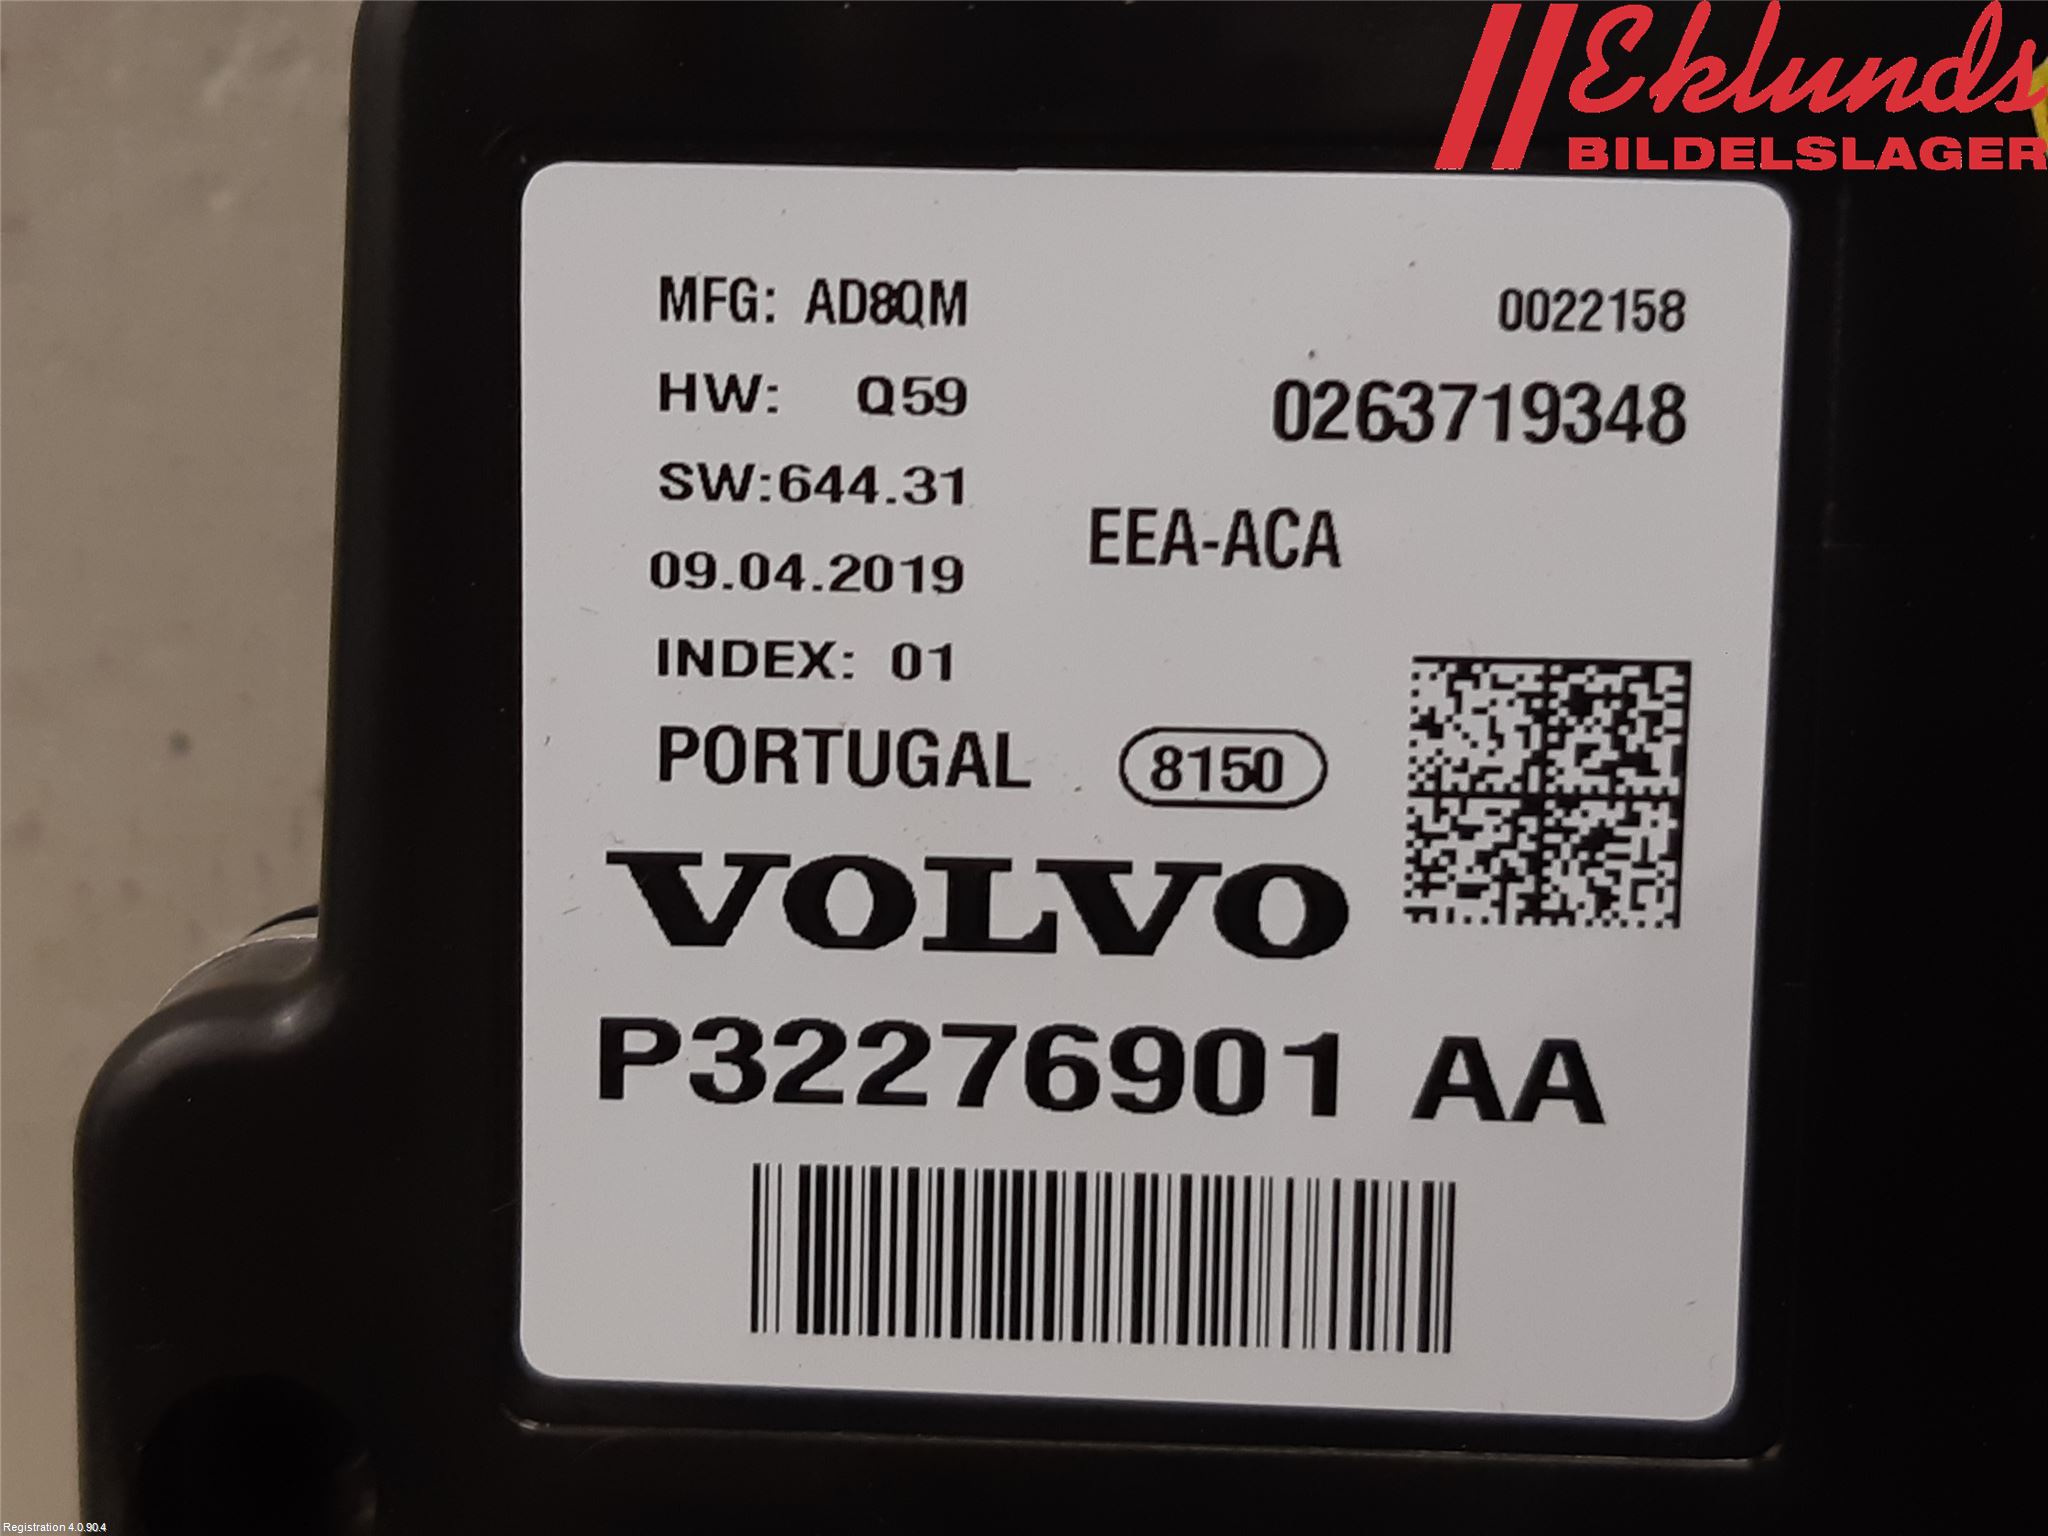 Eklunds
BILDELSLAGER
MFG: AD8QM
0022158
HW: Q59
0263719348
SW:644.31
EEA-ACA
09.04.2019
INDEX: 01
PORTUGAL
8150
VOLVO
P32276901 AA
Registration 4.0.90.4